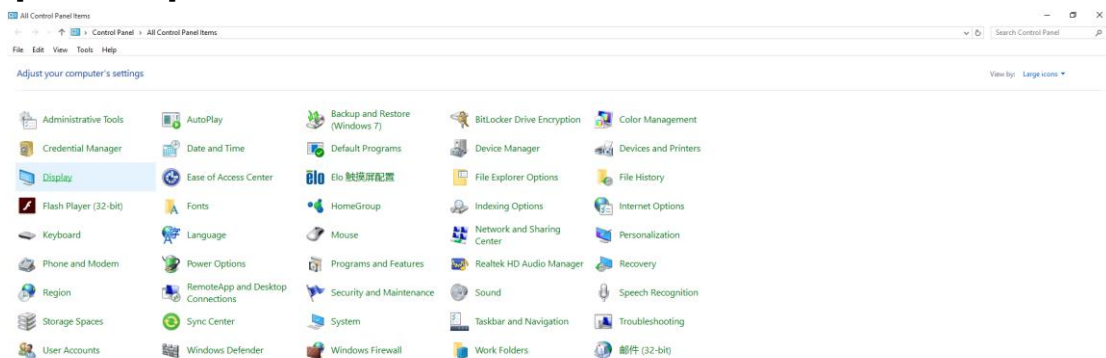 All Control Panel Items
Control Panel > All Control Panel Items
Search Control Panel
File Edit View Tools Help
Adjust your computer's settings
View by: Large icons
Administrative Tools
AutoPlay
Backup and Restore
(Windows 7)
BitLocker Drive Encryption
Color Management
Credential Manager
Date and Time
Default Programs
Device Manager
Devices and Printers
Display
Ease of Access Center
elo
Elo 触摸屏配置
File Explorer Options
File History
Flash Player (32-bit)
Fonts
HomeGroup
Indexing Options
Internet Options
Keyboard
Language
Mouse
Network and Sharing
Center
Personalization
Phone and Modem
Power Options
Programs and Features
Realtek HD Audio Manager
Recovery
Region
RemoteApp and Desktop
Connections
Security and Maintenance
Sound
Speech Recognition
Storage Spaces
Sync Center
System
Taskbar and Navigation
Troubleshooting
User Accounts
Windows Defender
Windows Firewall
Work Folders
邮件 (32-bit)